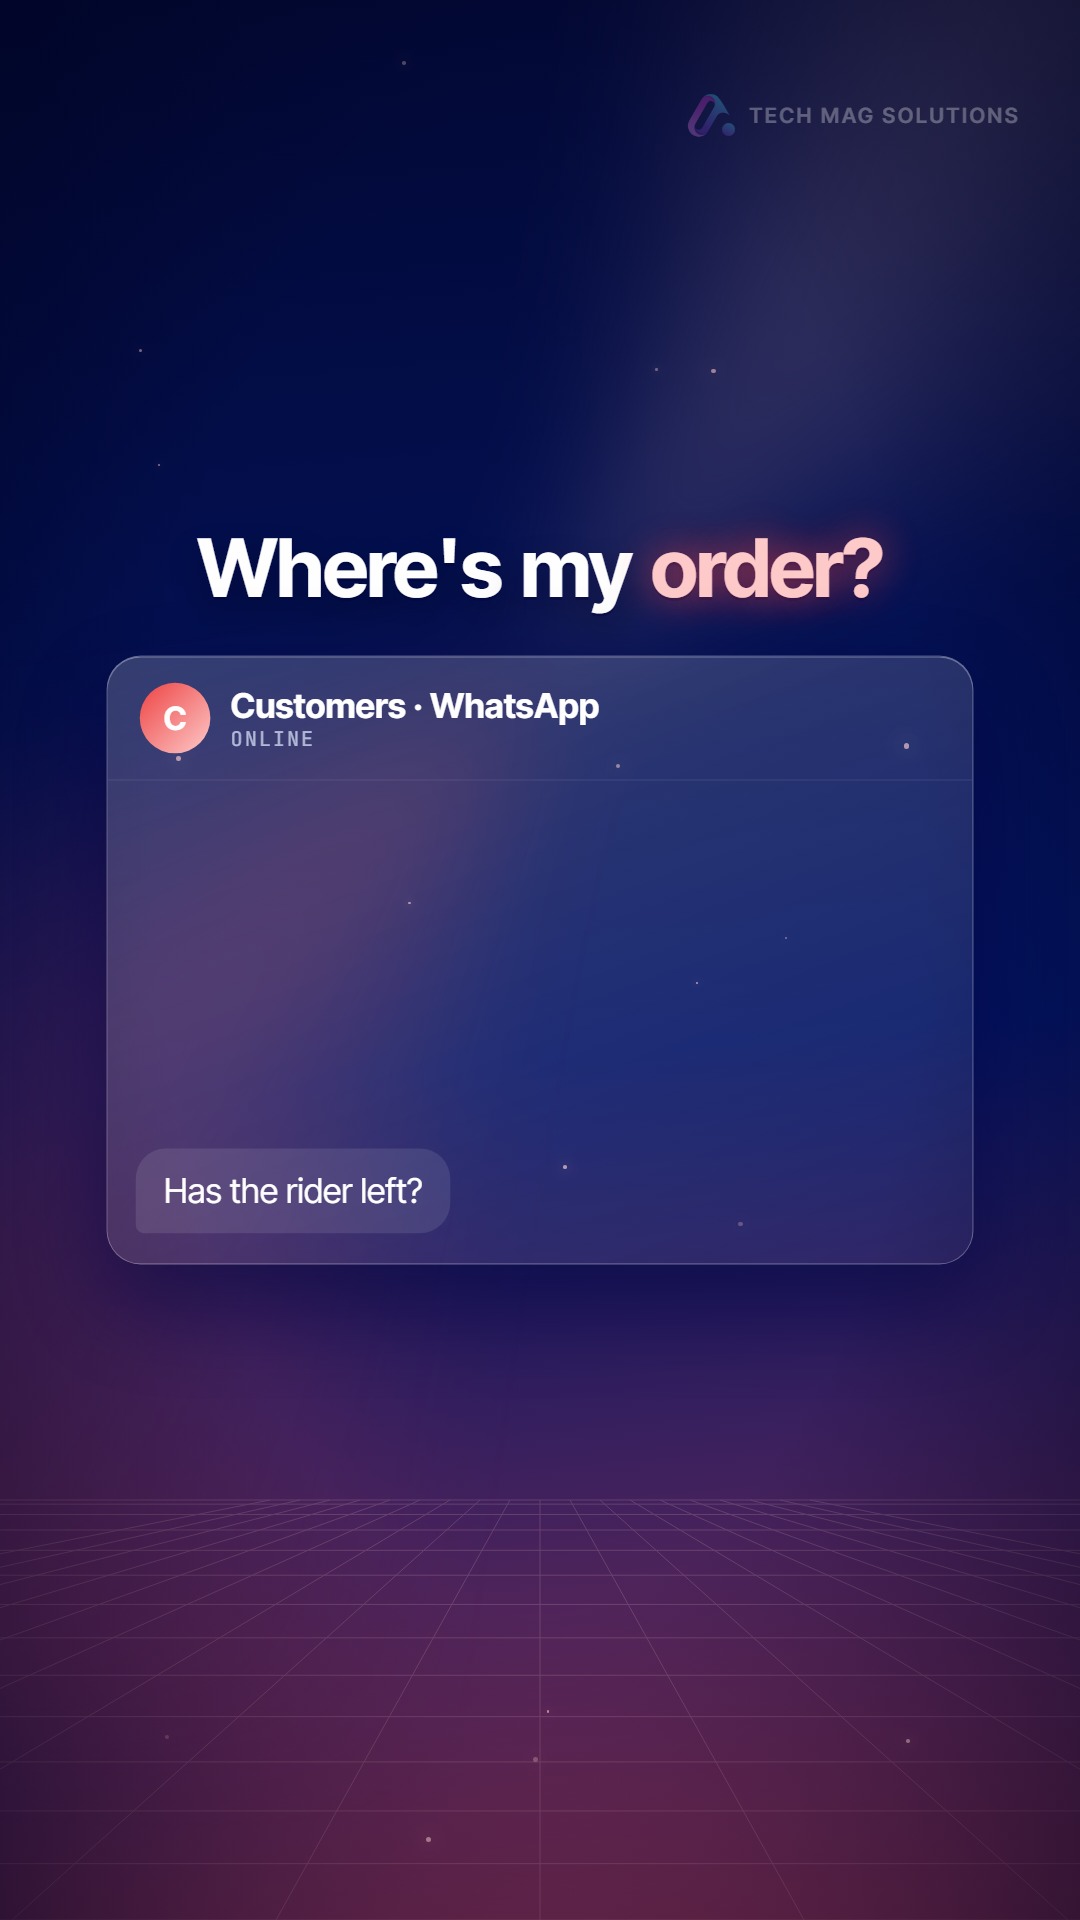 TECH MAG SOLUTIONS
Where's my order?
C
Customers · WhatsApp
ONLINE
Has the rider left?